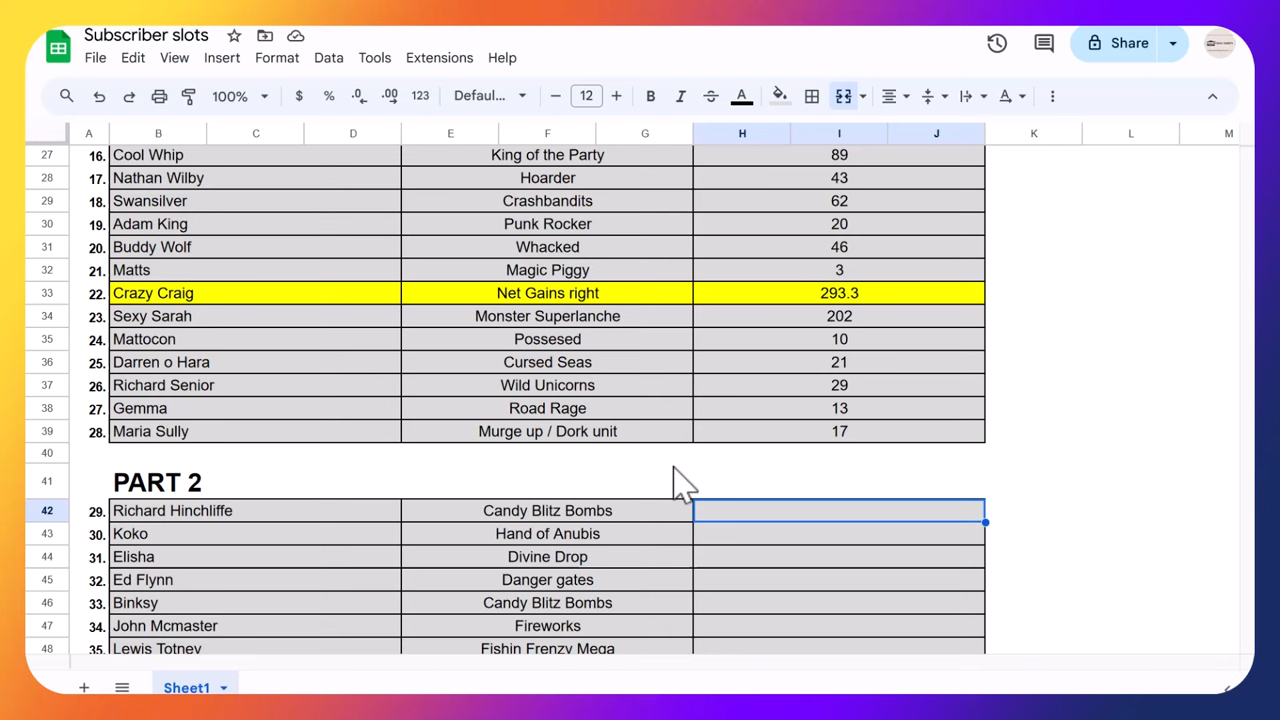 Subscriber slots
File Edit View Insert Format Data Tools Extensions Help
Share
100% $ % .0 .00 123 Defaul... 12 B I A
A B C D E F G H I J K L M
27 16. Cool Whip King of the Party 89
28 17. Nathan Wilby Hoarder 43
29 18. Swansilver Crashbandits 62
30 19. Adam King Punk Rocker 20
31 20. Buddy Wolf Whacked 46
32 21. Matts Magic Piggy 3
33 22. Crazy Craig Net Gains right 293.3
34 23. Sexy Sarah Monster Superlanche 202
35 24. Mattocon Possesed 10
36 25. Darren o Hara Cursed Seas 21
37 26. Richard Senior Wild Unicorns 29
38 27. Gemma Road Rage 13
39 28. Maria Sully Murge up / Dork unit 17
40
41 PART 2
42 29. Richard Hinchliffe Candy Blitz Bombs
43 30. Koko Hand of Anubis
44 31. Elisha Divine Drop
45 32. Ed Flynn Danger gates
46 33. Binksy Candy Blitz Bombs
47 34. John Mcmaster Fireworks
48 35. Lewis Totney Fishin Frenzy Mega
Sheet1